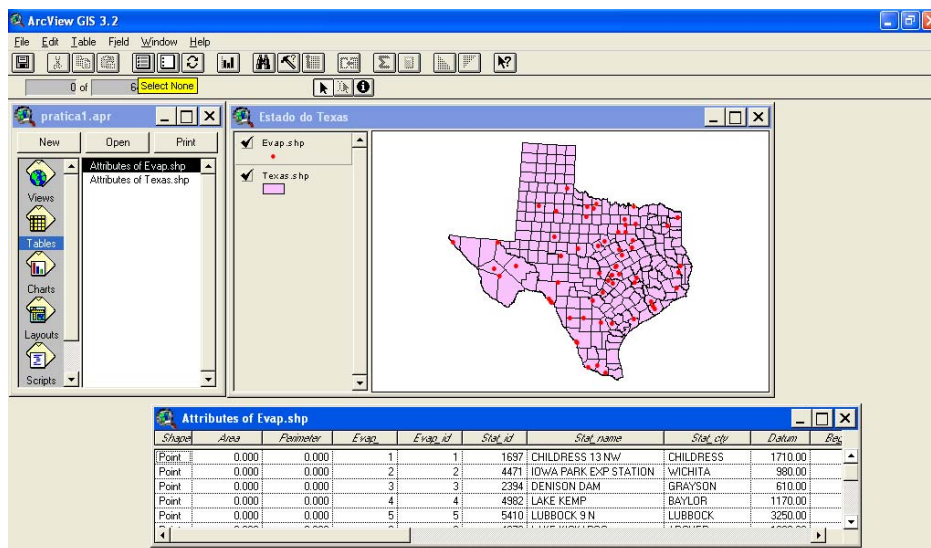 ArcView GIS 3.2
File Edit Table Field Window Help
0 of
Select None
pratica1.apr
New Open Print
Views
Tables
Charts
Layouts
Scripts
Attributes of Evap.shp
Attributes of Texas.shp
Estado do Texas
Evap.shp
Texas.shp
Attributes of Evap.shp
Shape Area Perimeter Evap_ Evap_id Stat_id Stat_name Stat_cty Datum Beg
Point 0.000 0.000 1 1 1697 CHILDRESS 13 NW CHILDRESS 1710.00
Point 0.000 0.000 2 2 4471 IOWA PARK EXP STATION WICHITA 980.00
Point 0.000 0.000 3 3 2394 DENISON DAM GRAYSON 610.00
Point 0.000 0.000 4 4 4982 LAKE KEMP BAYLOR 1170.00
Point 0.000 0.000 5 5 5410 LUBBOCK 9 N LUBBOCK 3250.00